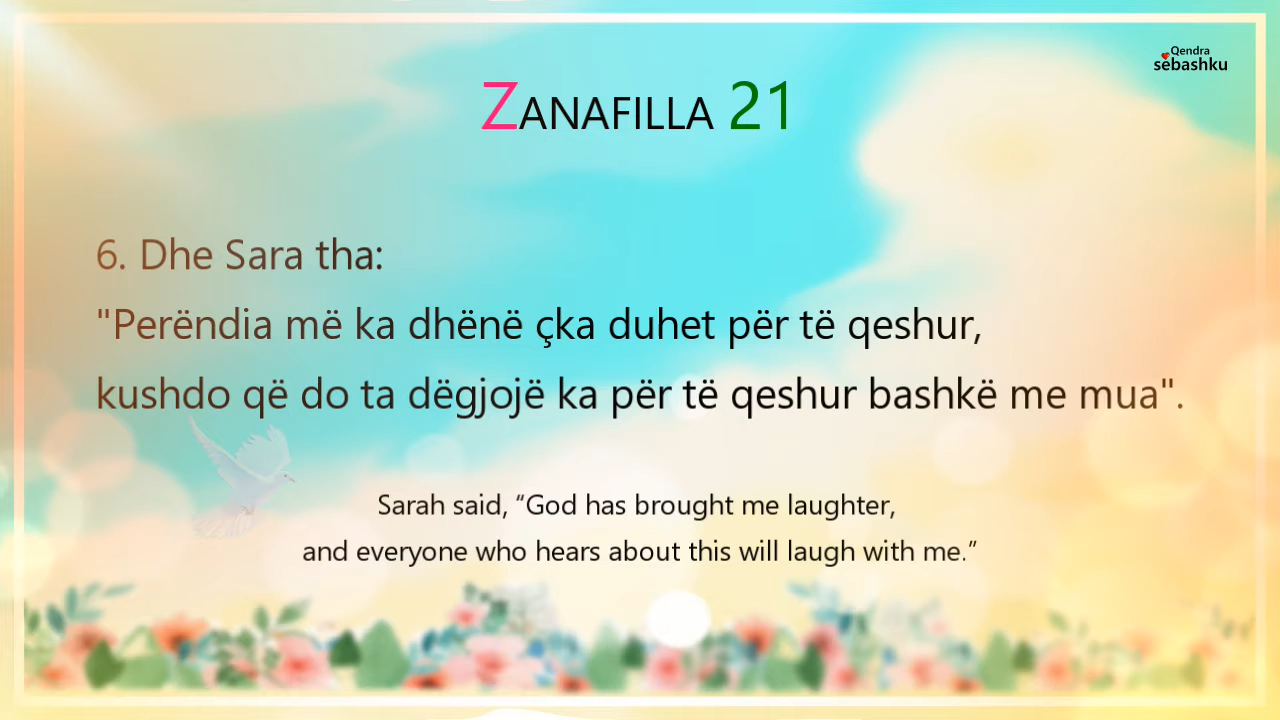 Qendra
sëbashku
ZANAFILLA 21
6. Dhe Sara tha:
"Perëndia më ka dhënë çka duhet për të qeshur,
kushdo që do ta dëgjojë ka për të qeshur bashkë me mua".
Sarah said, “God has brought me laughter,
and everyone who hears about this will laugh with me.”